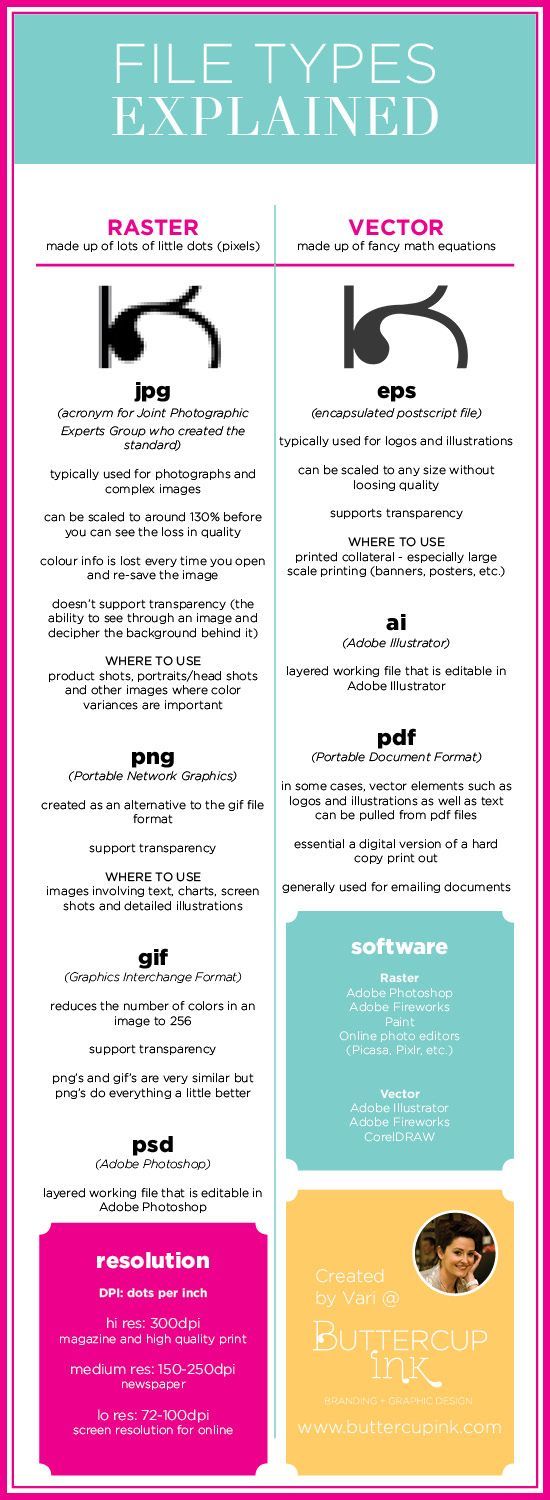 FILE TYPES
EXPLAINED
RASTER
made up of lots of little dots (pixels)
jpg
(acronym for Joint Photographic
Experts Group who created the
standard)
typically used for photographs and
complex images
can be scaled to around 130% before
you can see the loss in quality
colour info is lost every time you open
and re-save the image
doesn't support transparency (the
ability to see through an image and
decipher the background behind it)
WHERE TO USE
product shots, portraits/head shots
and other images where color
variances are important
png
(Portable Network Graphics)
created as an alternative to the gif file
format
support transparency
WHERE TO USE
images involving text, charts, screen
shots and detailed illustrations
gif
(Graphics Interchange Format)
reduces the number of colors in an
image to 256
support transparency
png's and gif's are very similar but
png's do everything a little better
psd
(Adobe Photoshop)
layered working file that is editable in
Adobe Photoshop
resolution
DPI: dots per inch
hi res: 300dpi
magazine and high quality print
medium res: 150-250dpi
newspaper
lo res: 72-100dpi
screen resolution for online
VECTOR
made up of fancy math equations
eps
(encapsulated postscript file)
typically used for logos and illustrations
can be scaled to any size without
loosing quality
supports transparency
WHERE TO USE
printed collateral - especially large
scale printing (banners, posters, etc.)
ai
(Adobe Illustrator)
layered working file that is editable in
Adobe Illustrator
pdf
(Portable Document Format)
in some cases, vector elements such as
logos and illustrations as well as text
can be pulled from pdf files
essential a digital version of a hard
copy print out
generally used for emailing documents
software
Raster
Adobe Photoshop
Adobe Fireworks
Paint
Online photo editors
(Picasa, Pixlr, etc.)
Vector
Adobe Illustrator
Adobe Fireworks
CorelDRAW
Created
by Vari @
BUTTERCUP
INK
BRANDING + GRAPHIC DESIGN
www.buttercupink.com